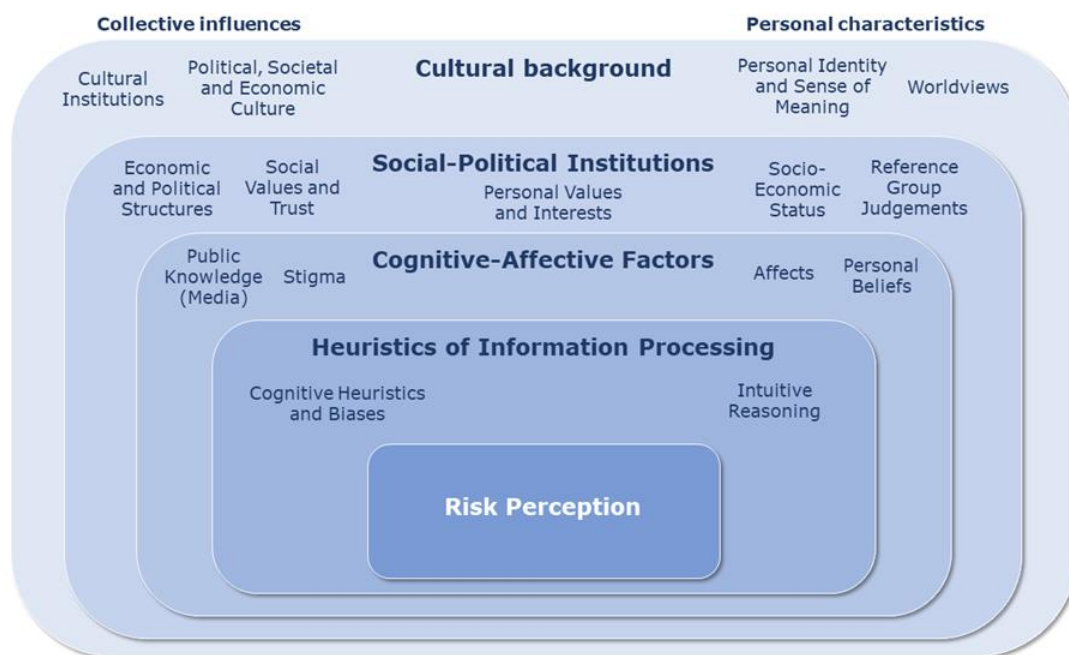 Collective influences
Personal characteristics
Cultural
Institutions
Political, Societal
and Economic
Culture
Cultural background
Personal Identity
and Sense of
Meaning
Worldviews
Economic
and Political
Structures
Social
Values and
Trust
Social-Political Institutions
Personal Values
and Interests
Socio-
Economic
Status
Reference
Group
Judgements
Public
Knowledge
(Media)
Stigma
Cognitive-Affective Factors
Affects
Personal
Beliefs
Heuristics of Information Processing
Cognitive Heuristics
and Biases
Intuitive
Reasoning
Risk Perception